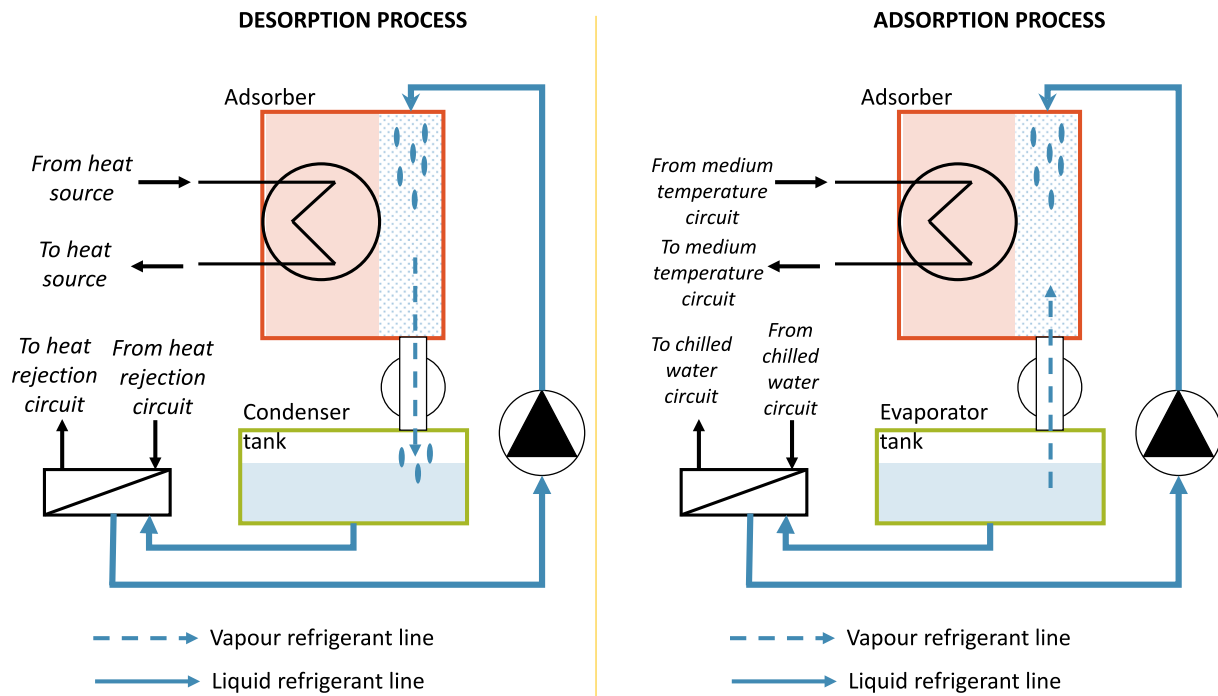 DESORPTION PROCESS
Adsorber
From heat
source
To heat
source
To heat
rejection
circuit
From heat
rejection
circuit
Condenser
tank
Vapour refrigerant line
Liquid refrigerant line
ADSORPTION PROCESS
Adsorber
From medium
temperature
circuit
To medium
temperature
circuit
To chilled
water
circuit
From
chilled
water
circuit
Evaporator
tank
Vapour refrigerant line
Liquid refrigerant line